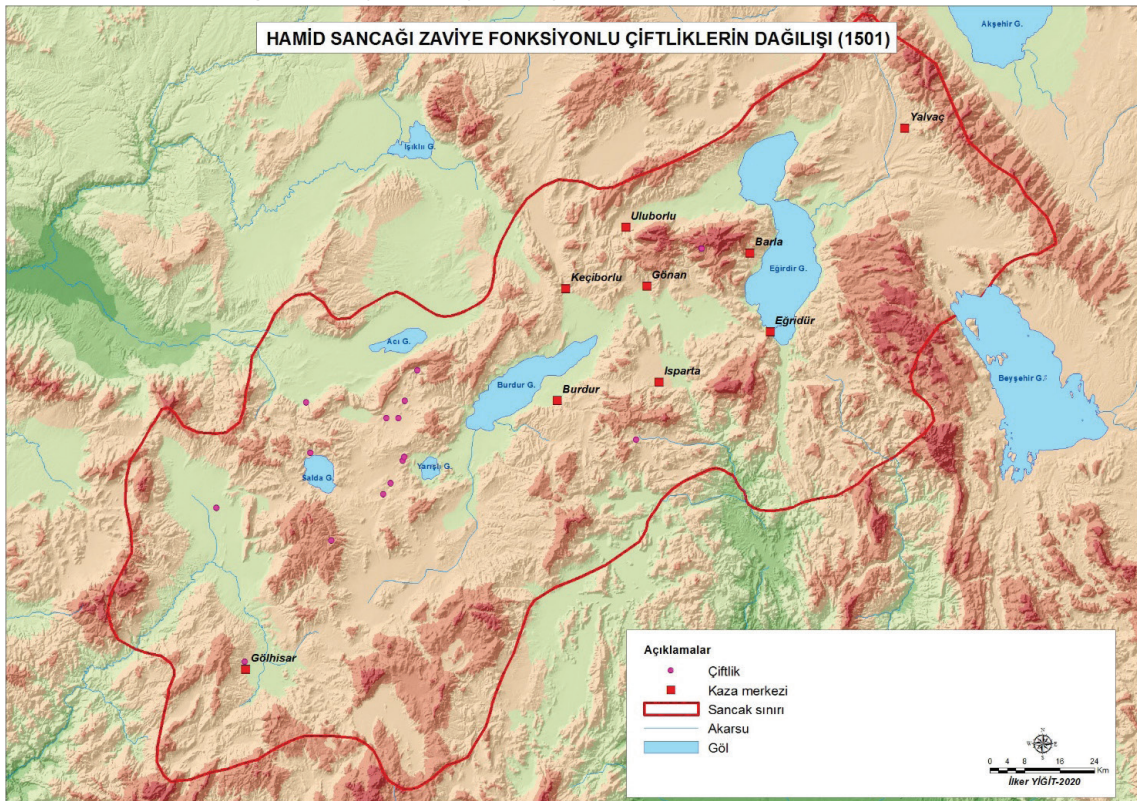 HAMİD SANCAĞI ZAVİYE FONKSİYONLU ÇİFTLİKLERİN DAĞILIŞI (1501)
Akşehir G.
Yalvaç
Işıklı G.
Uluborlu
Barla
Eğirdir G.
Keçiborlu
Gönan
Eğridür
Acı G.
Beyşehir G.
Burdur G.
Isparta
Burdur
Yarışlı G.
Salda G.
Gölhisar
Açıklamalar
Çiftlik
Kaza merkezi
Sancak sınırı
Akarsu
Göl
0 4 8 16 24
Km
İlker YİĞİT-2020